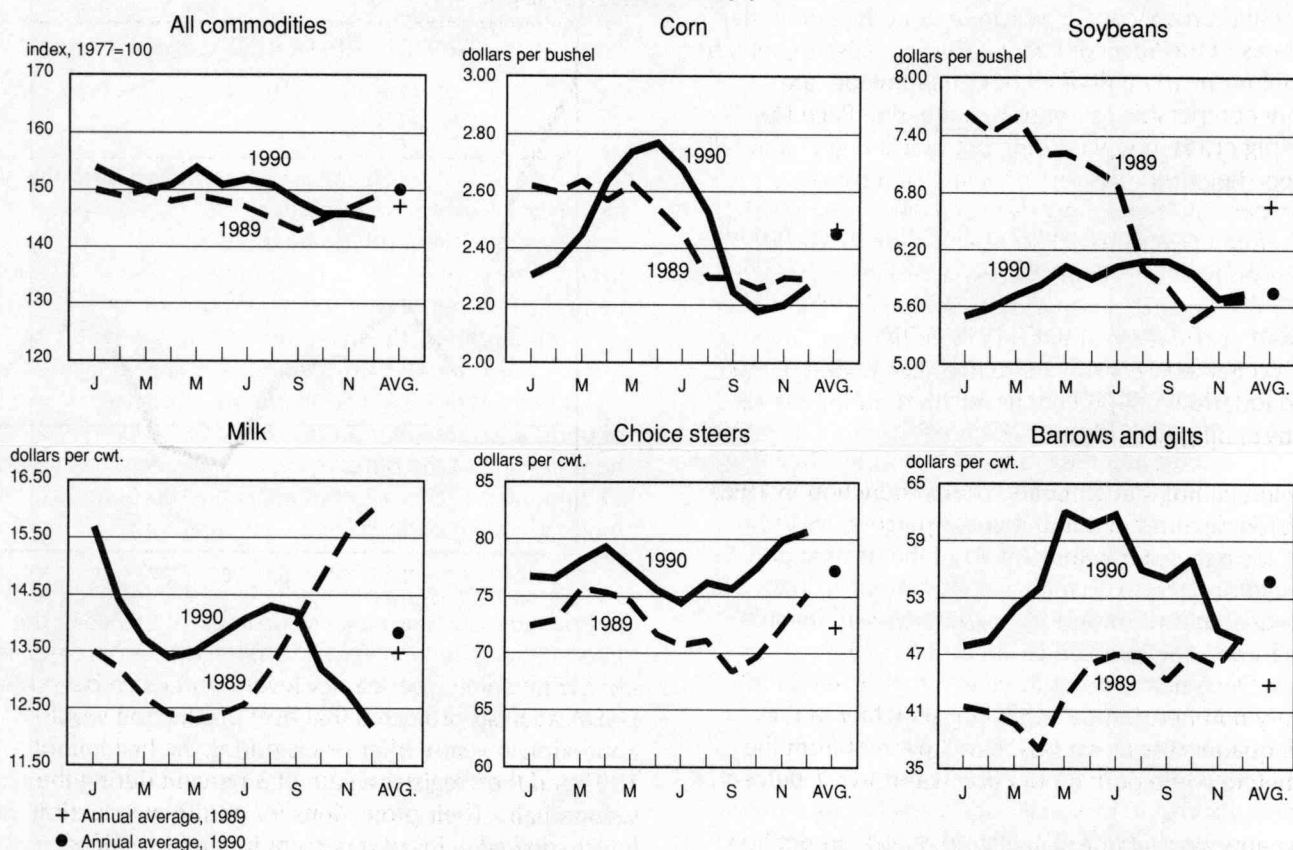 All commodities
index, 1977=100
170
160
150
140
130
120
1990
1989
J M M J S N AVG.
Corn
dollars per bushel
3.00
2.80
2.60
2.40
2.20
2.00
1990
1989
J M M J S N AVG.
Soybeans
dollars per bushel
8.00
7.40
6.80
6.20
5.60
5.00
1989
1990
J M M J S N AVG.
Milk
dollars per cwt.
16.50
15.50
14.50
13.50
12.50
11.50
1990
1989
J M M J S N AVG.
Choice steers
dollars per cwt.
85
80
75
70
65
60
1990
1989
J M M J S N AVG.
Barrows and gilts
dollars per cwt.
65
59
53
47
41
35
1990
1989
J M M J S N AVG.
+ Annual average, 1989
● Annual average, 1990